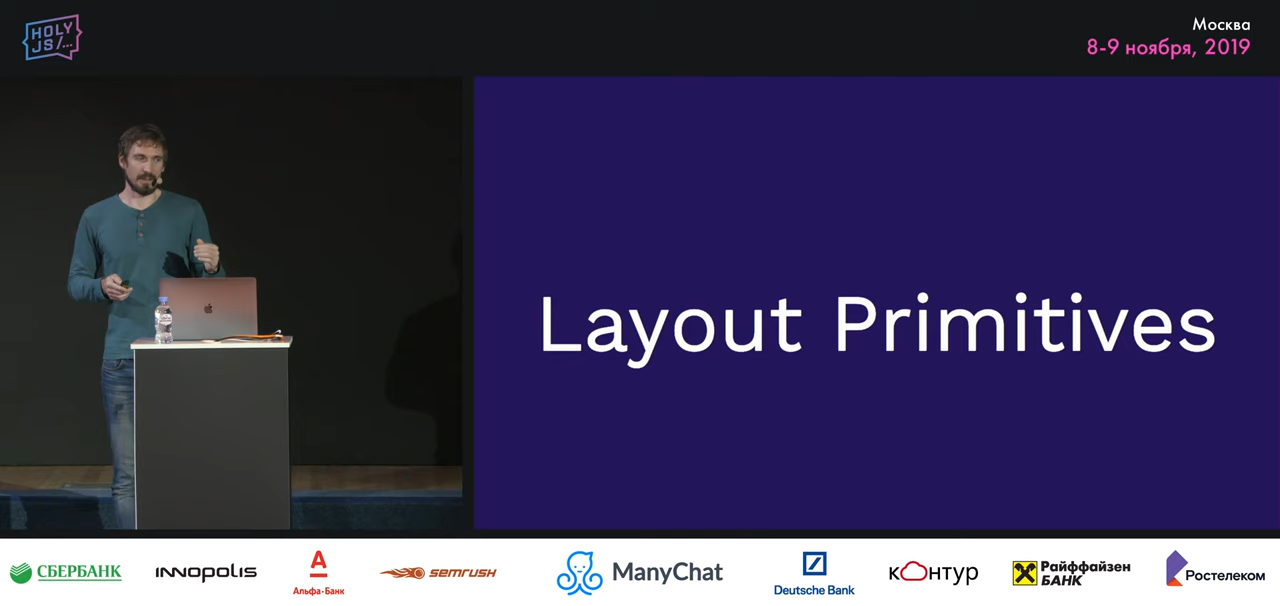 HOLY
JS/...
Москва
8-9 ноября, 2019
Layout Primitives
СБЕРБАНК
INNOPOLIS
А
Альфа·Банк
semrush
ManyChat
Deutsche Bank
кОнтур
Райффайзен
БАНК
Ростелеком